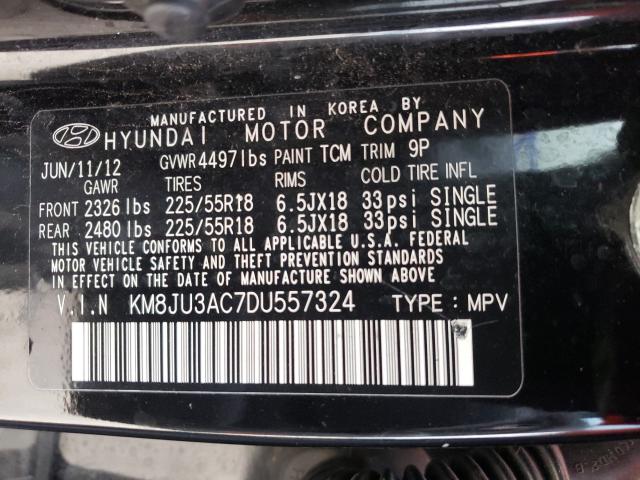 MANUFACTURED IN KOREA BY
HYUNDAI MOTOR COMPANY
JUN/11/12 GVWR 4497lbs PAINT TCM TRIM 9P
GAWR TIRES RIMS COLD TIRE INFL
FRONT 2326 lbs 225/55R18 6.5JX18 33psi SINGLE
REAR 2480 lbs 225/55R18 6.5JX18 33psi SINGLE
THIS VEHICLE CONFORMS TO ALL APPLICABLE U.S.A. FEDERAL
MOTOR VEHICLE SAFETY AND THEFT PREVENTION STANDARDS
IN EFFECT ON THE DATE OF MANUFACTURE SHOWN ABOVE.
V.I.N KM8JU3AC7DU557324 TYPE : MPV